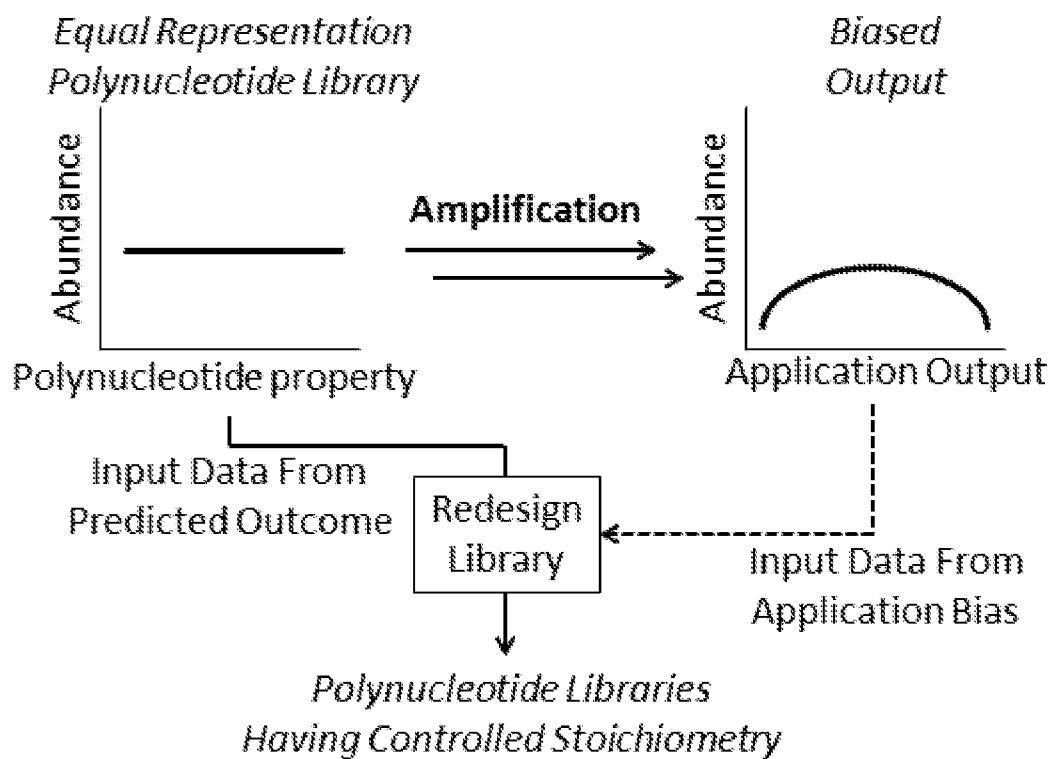 Equal Representation
Polynucleotide Library
Abundance
Polynucleotide property
Amplification
Biased
Output
Abundance
Application Output
Input Data From
Predicted Outcome
Redesign
Library
Input Data From
Application Bias
Polynucleotide Libraries
Having Controlled Stoichiometry